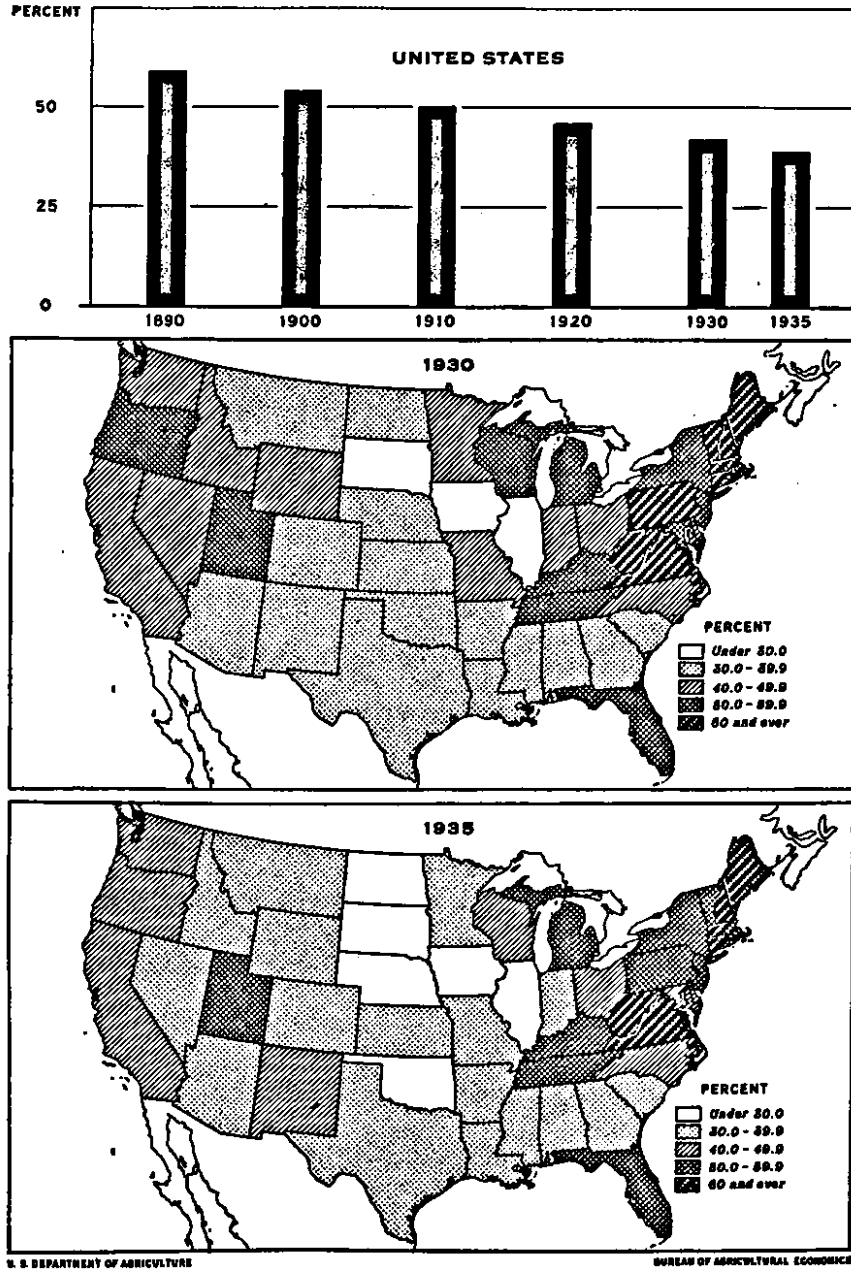 PERCENT
UNITED STATES
50
25
0
1890 1900 1910 1920 1930 1935
1930
PERCENT
Under 30.0
30.0 - 39.9
40.0 - 49.9
50.0 - 59.9
60 and over
1935
PERCENT
Under 30.0
30.0 - 39.9
40.0 - 49.9
50.0 - 59.9
60 and over
U. S. DEPARTMENT OF AGRICULTURE
BUREAU OF AGRICULTURAL ECONOMICS